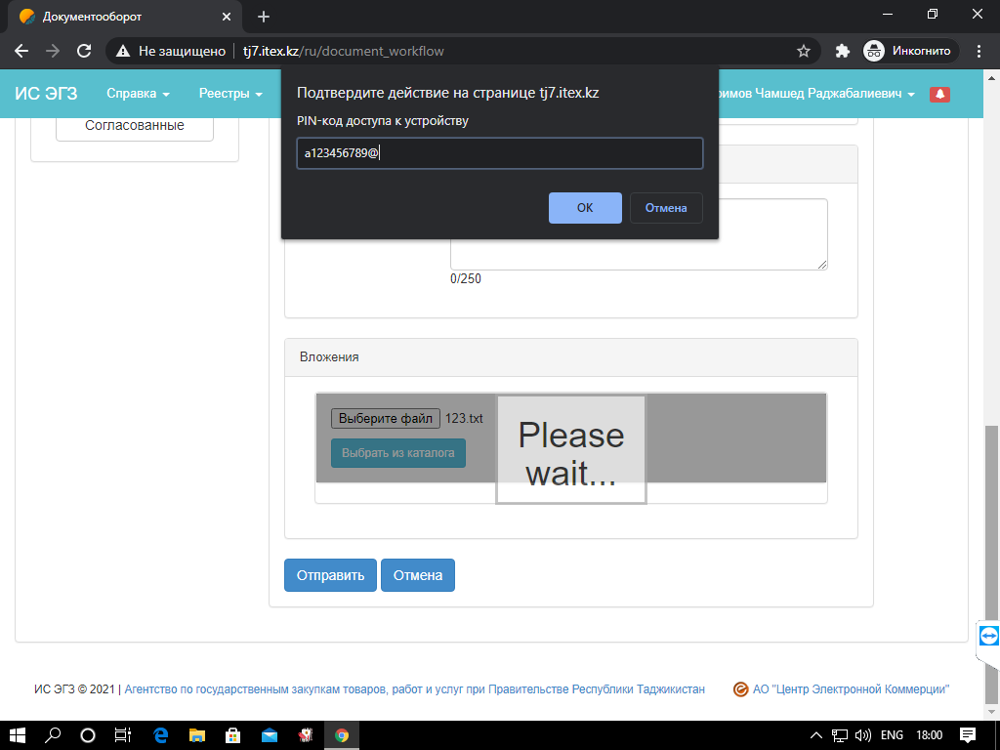 Документооборот
Не защищено
tj7.itex.kz/ru/document_workflow
Инкогнито
ИС ЭГЗ
Справка
Реестры
римов Чамшед Раджабалиевич
Подтвердите действие на странице tj7.itex.kz
PIN-код доступа к устройству
a123456789@
ОК
Отмена
Согласованные
0/250
Вложения
Выберите файл 123.txt
Выбрать из каталога
Please
wait...
Отправить
Отмена
ИС ЭГЗ © 2021 | Агентство по государственным закупкам товаров, работ и услуг при Правительстве Республики Таджикистан
АО "Центр Электронной Коммерции"
ENG 18:00